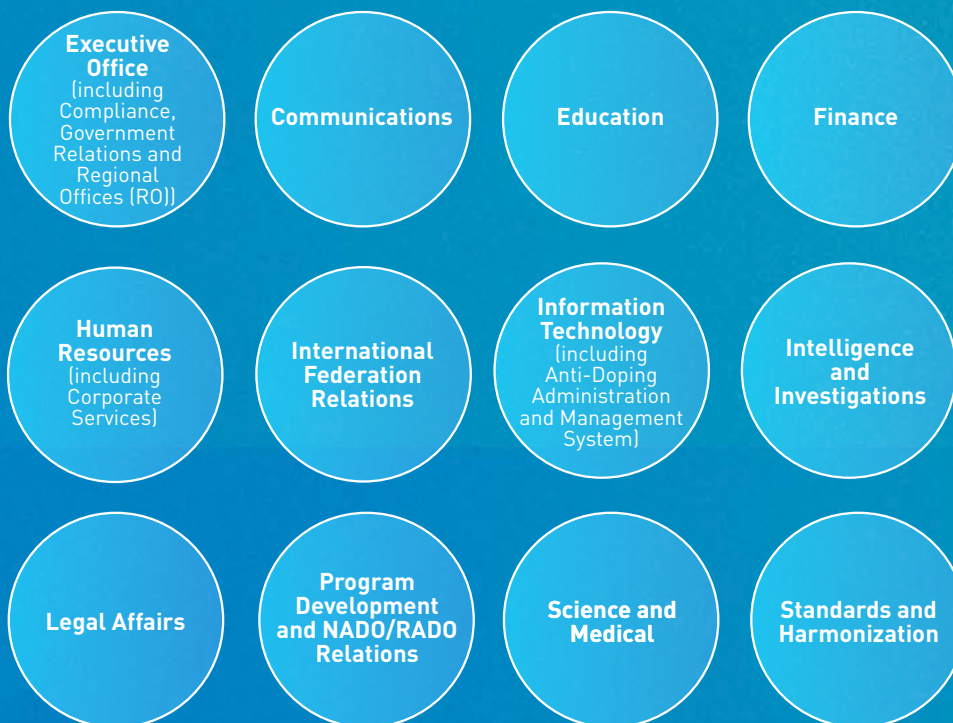 Executive
Office
(including
Compliance,
Government
Relations and
Regional
Offices (RO))
Communications
Education
Finance
Human
Resources
(including
Corporate
Services)
International
Federation
Relations
Information
Technology
(including
Anti-Doping
Administration
and Management
System)
Intelligence
and
Investigations
Legal Affairs
Program
Development
and NADO/RADO
Relations
Science and
Medical
Standards and
Harmonization